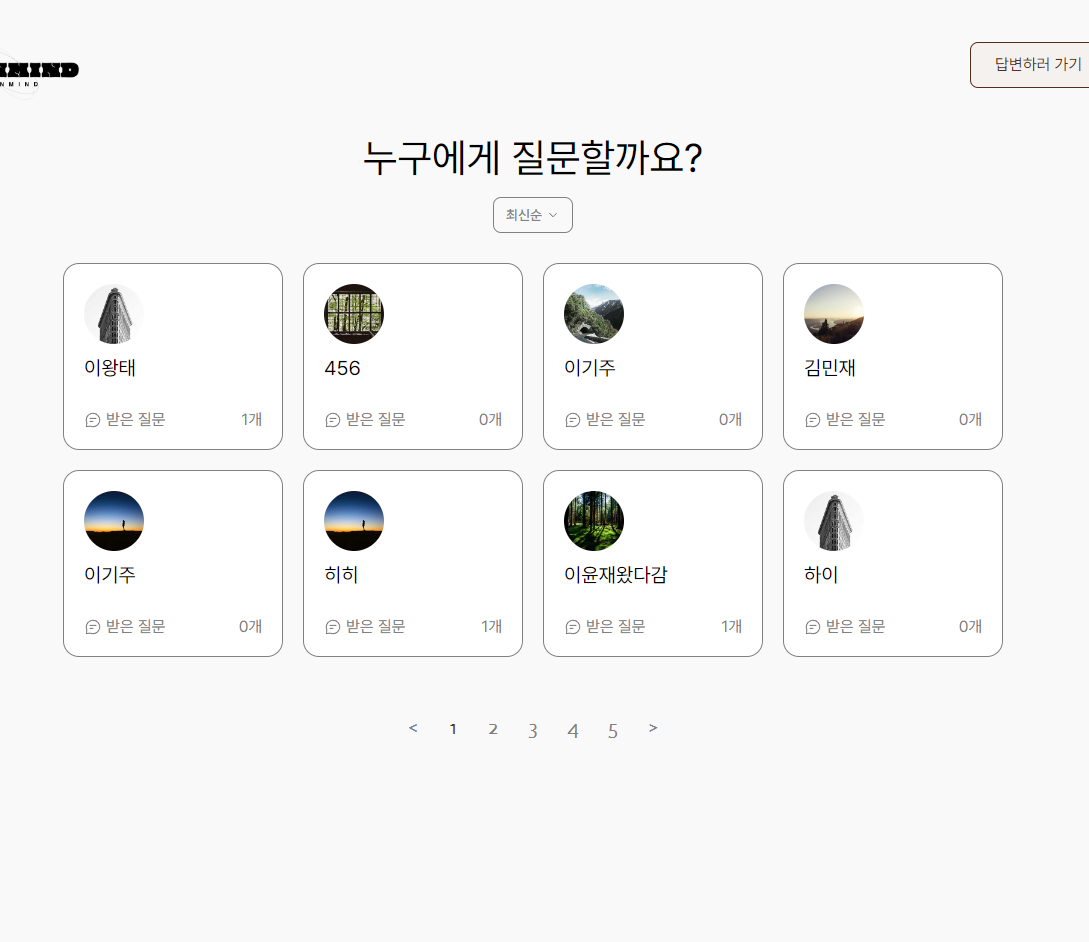 답변하러 가기
누구에게 질문할까요?
최신순
이왕태
받은 질문 1개
456
받은 질문 0개
이기주
받은 질문 0개
김민재
받은 질문 0개
이기주
받은 질문 0개
히히
받은 질문 1개
이윤재왔다감
받은 질문 1개
하이
받은 질문 0개
< 1 2 3 4 5 >